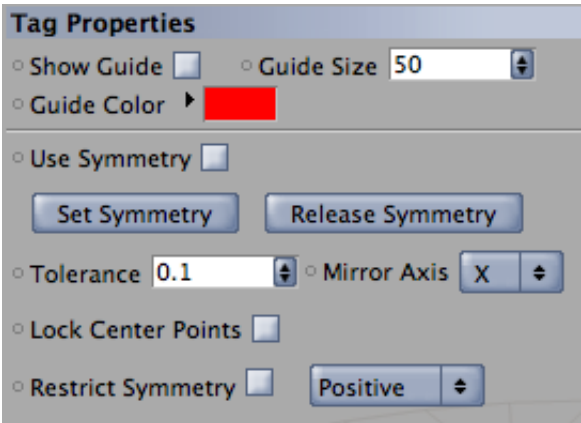 Tag Properties
Show Guide Guide Size 50
Guide Color
Use Symmetry
Set Symmetry Release Symmetry
Tolerance 0.1 Mirror Axis X
Lock Center Points
Restrict Symmetry Positive